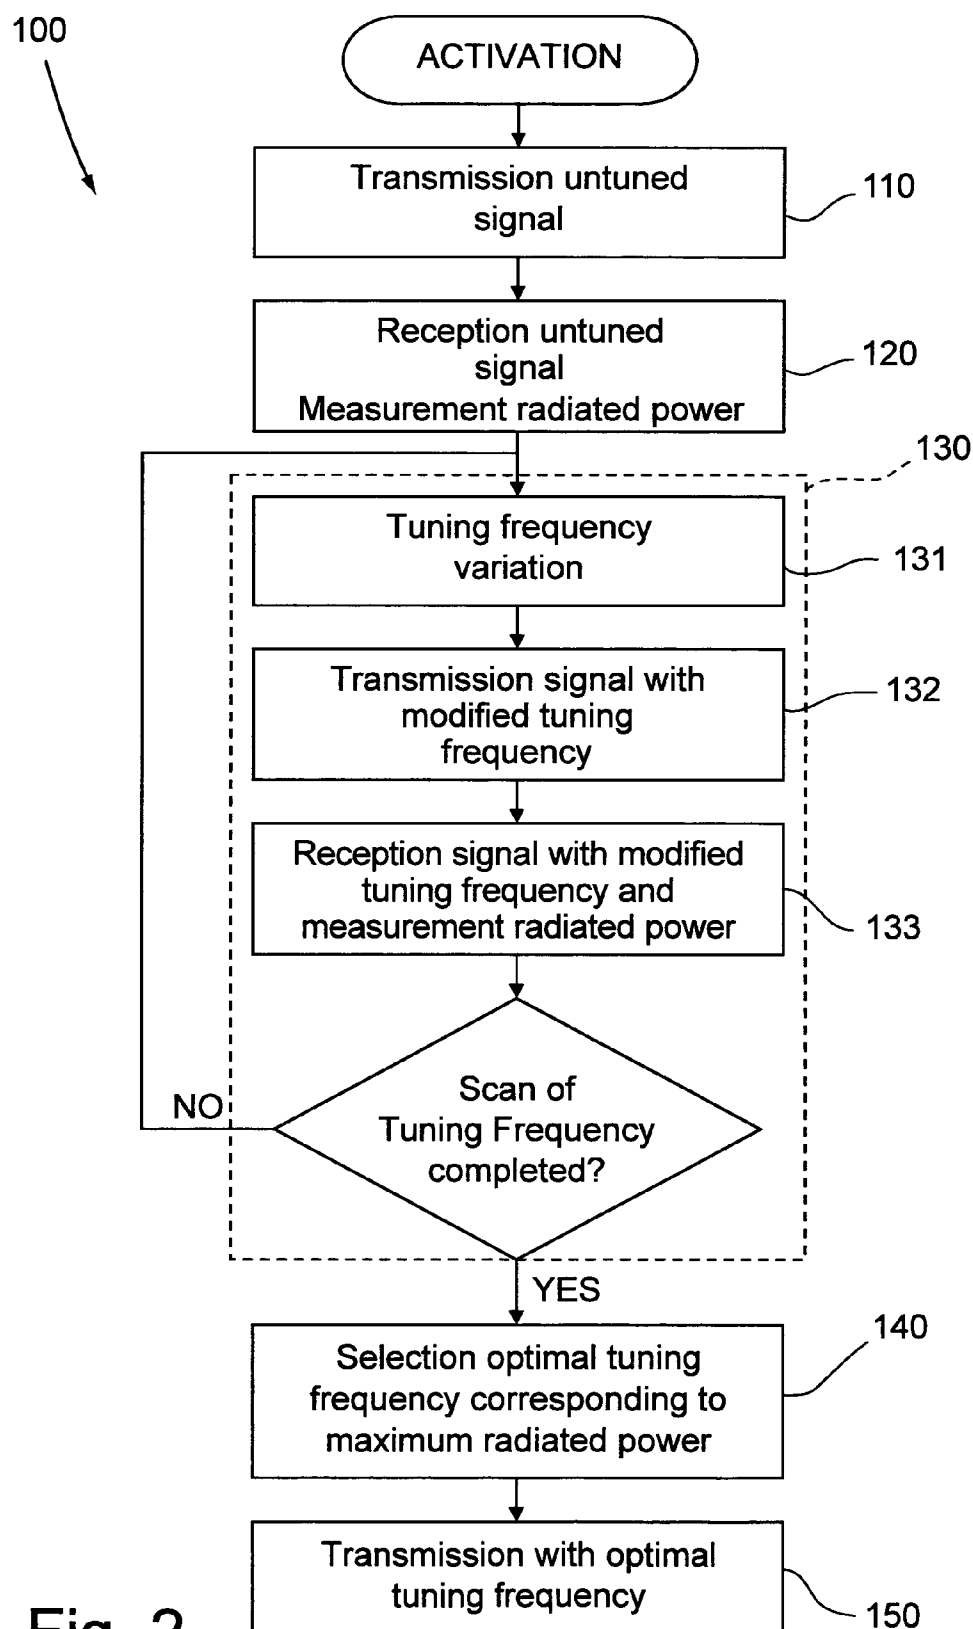 100
ACTIVATION
Transmission untuned
signal
110
Reception untuned
signal
Measurement radiated power
120
130
Tuning frequency
variation
131
Transmission signal with
modified tuning
frequency
132
Reception signal with modified
tuning frequency and
measurement radiated power
133
Scan of
Tuning Frequency
completed?
NO
YES
Selection optimal tuning
frequency corresponding to
maximum radiated power
140
Transmission with optimal
tuning frequency
150
Fig. 2